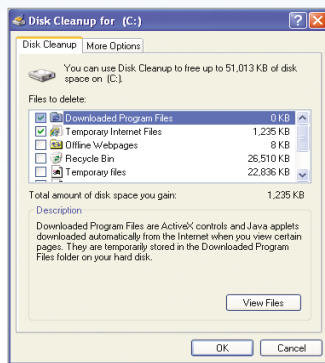 Disk Cleanup for (C:)
Disk Cleanup More Options
You can use Disk Cleanup to free up to 51,013 KB of disk
space on (C:).
Files to delete:
Downloaded Program Files 0 KB
Temporary Internet Files 1,235 KB
Offline Webpages 8 KB
Recycle Bin 26,510 KB
Temporary files 22,836 KB
Total amount of disk space you gain: 1,235 KB
Description
Downloaded Program Files are ActiveX controls and Java applets
downloaded automatically from the Internet when you view certain
pages. They are temporarily stored in the Downloaded Program
Files folder on your hard disk.
View Files
OK Cancel